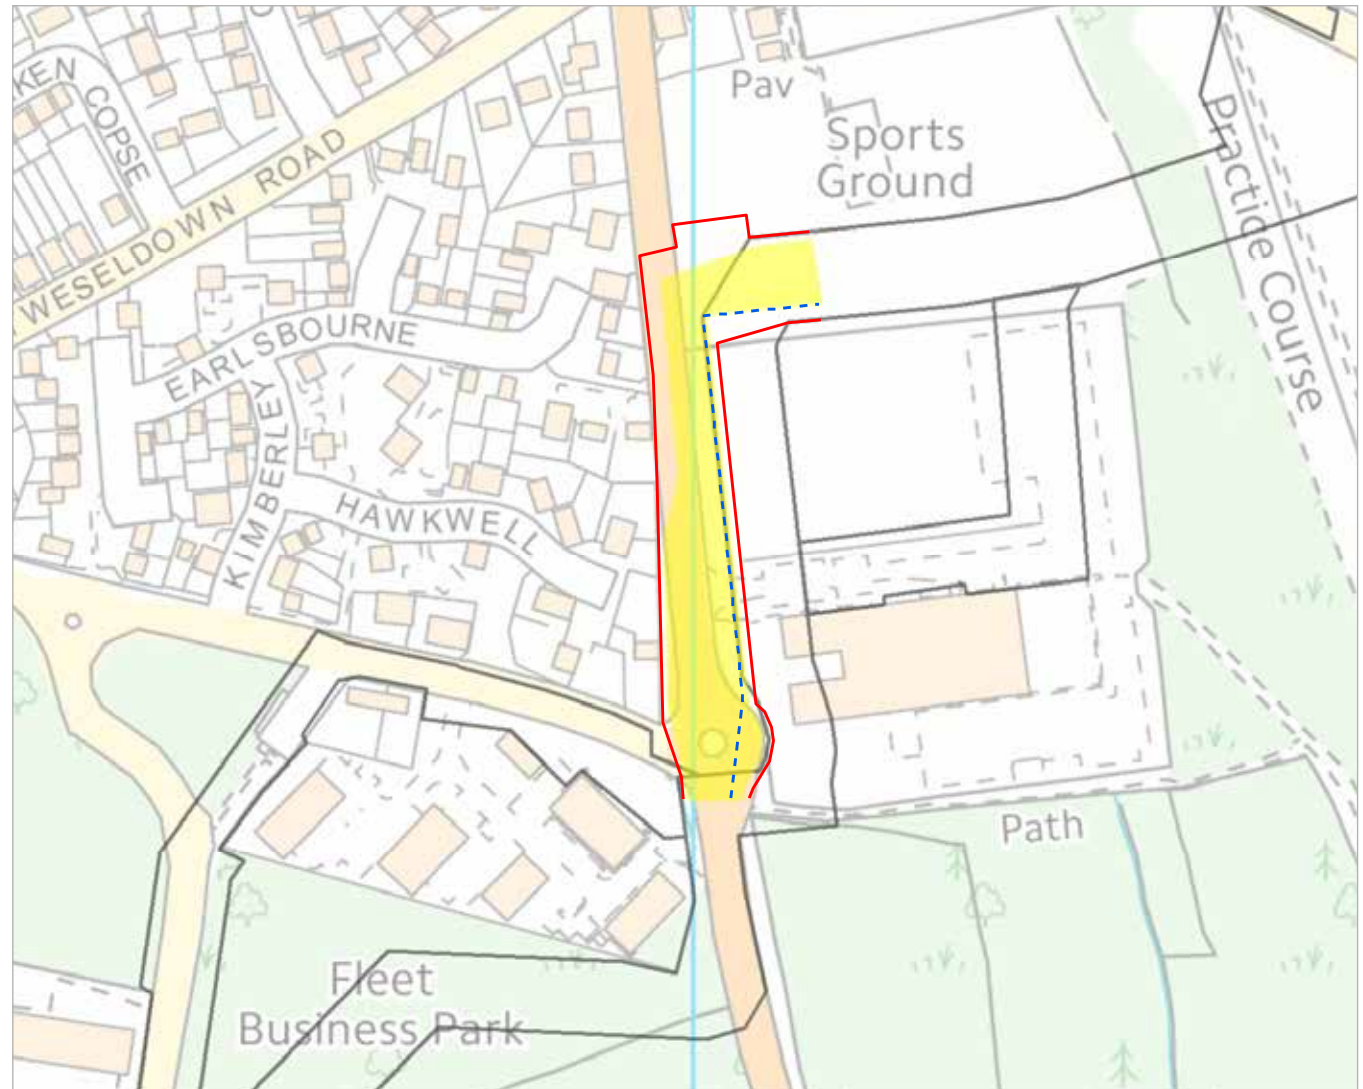 KEN
COPSE
WESELDOWN ROAD
Pav
Sports
Ground
Practice Course
EARLSBOURNE
KIMBERLEY
HAWKWELL
Path
Fleet
Business Park